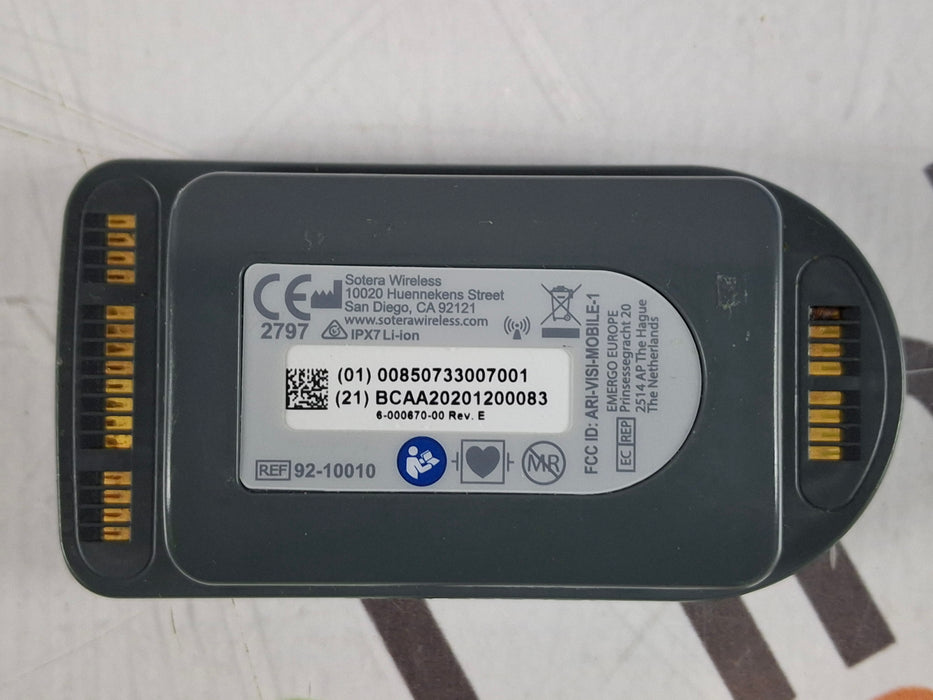 CE
2797
Sotera Wireless
10020 Huennekens Street
San Diego, CA 92121
www.soterawireless.com
IPX7 Li-ion
(01) 00850733007001
(21) BCAA20201200083
6-000670-00 Rev. E
REF 92-10010
MR
FCC ID: ARI-VISI-MOBILE-1
EMERGO EUROPE
Prinsessegracht 20
2514 AP The Hague
The Netherlands
EC REP